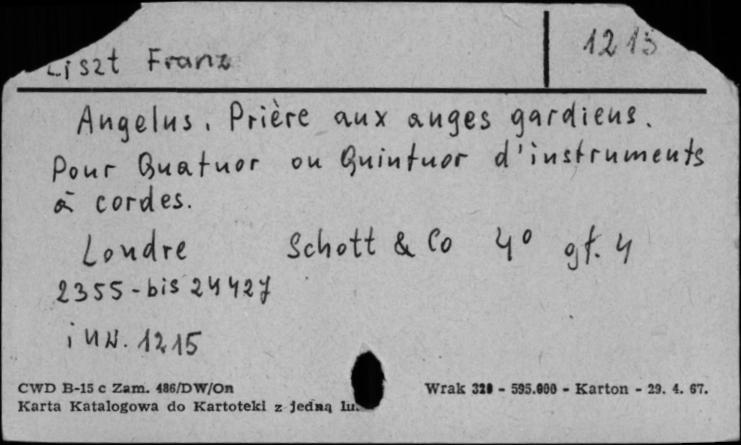 Liszt Franz 1215
Angelus. Prière aux anges gardiens.
Pour Quatuor ou Quintuor d'instruments
à cordes.
Londre Schott & Co 4° gf. 4
2355-bis 24427
inw. 1215
CWD B-15 c Zam. 486/DW/On Wrak 320 - 595.000 - Karton - 29. 4. 67.
Karta Katalogowa do Kartoteki z jedną